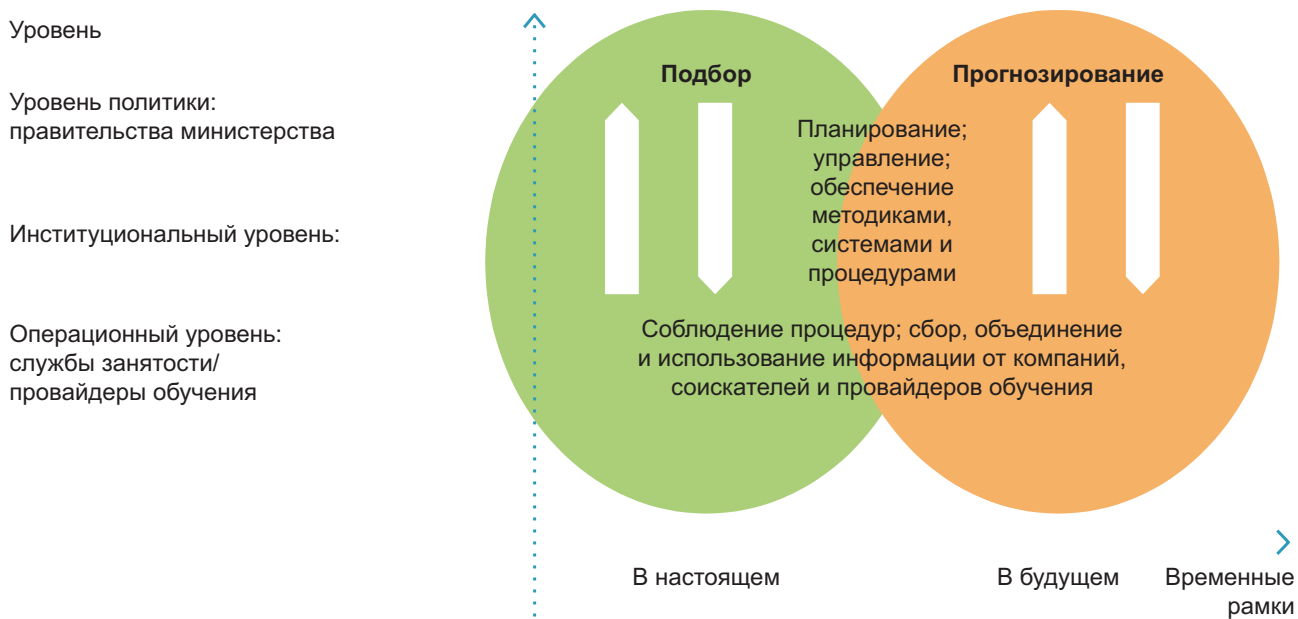 Уровень
Уровень политики:
правительства министерства
Институциональный уровень:
Операционный уровень:
службы занятости/
провайдеры обучения
Подбор
Прогнозирование
Планирование;
управление;
обеспечение
методиками,
системами и
процедурами
Соблюдение процедур; сбор, объединение
и использование информации от компаний,
соискателей и провайдеров обучения
В настоящем
В будущем
Временные
рамки